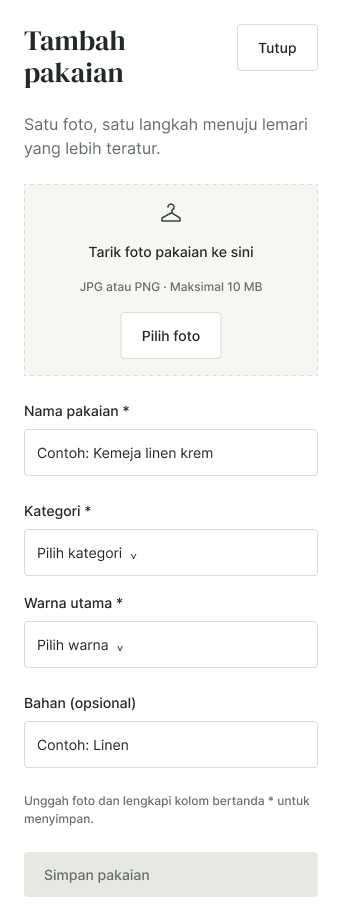 Tambah
pakaian
Tutup
Satu foto, satu langkah menuju lemari
yang lebih teratur.
Tarik foto pakaian ke sini
JPG atau PNG · Maksimal 10 MB
Pilih foto
Nama pakaian *
Contoh: Kemeja linen krem
Kategori *
Pilih kategori
Warna utama *
Pilih warna
Bahan (opsional)
Contoh: Linen
Unggah foto dan lengkapi kolom bertanda * untuk
menyimpan.
Simpan pakaian